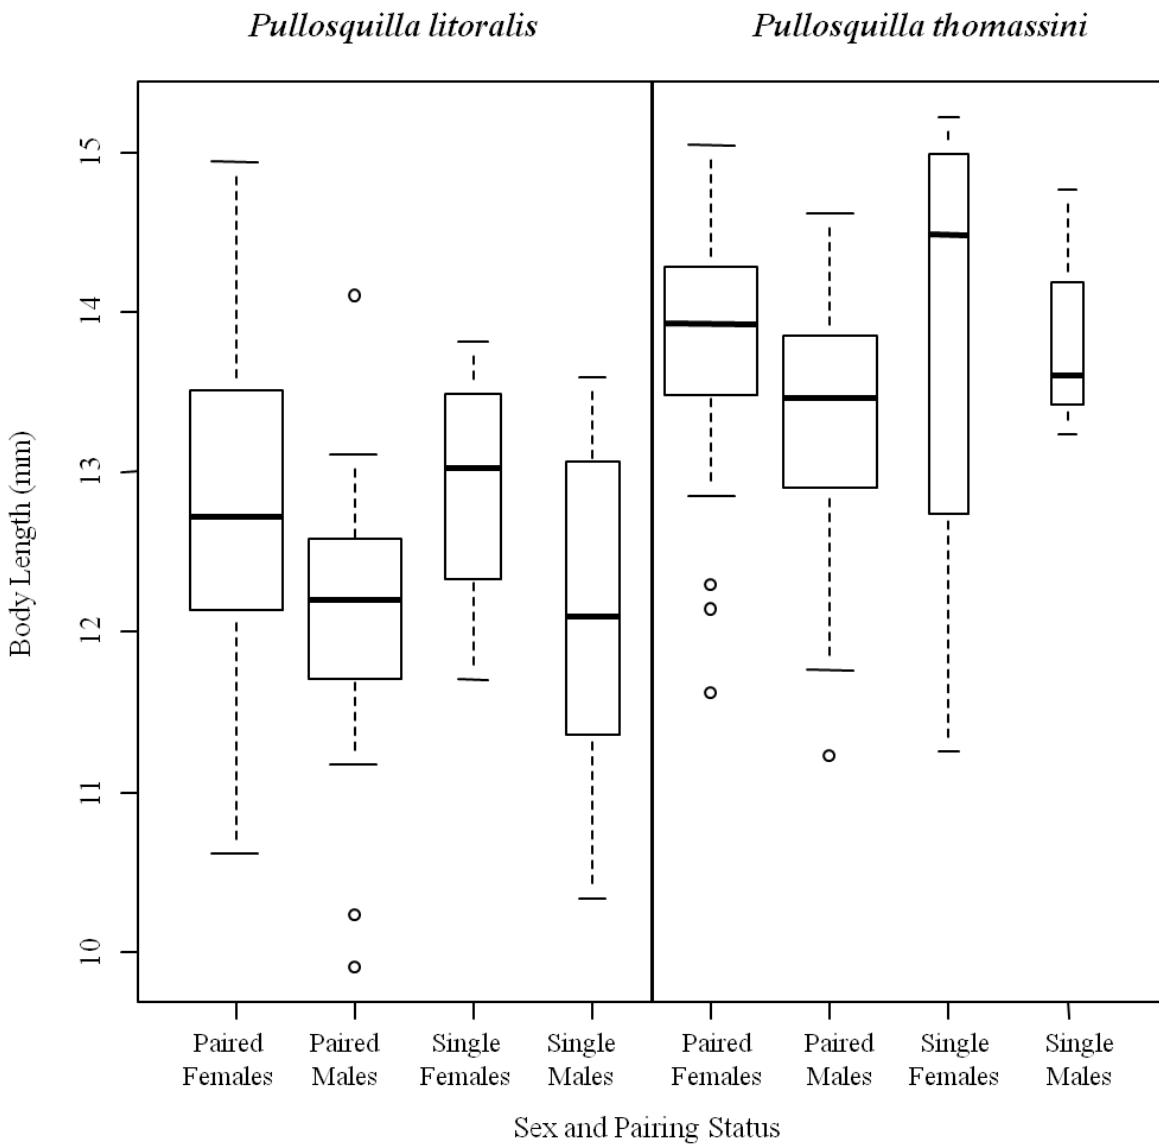 Pullosquilla litoralis
Pullosquilla thomassini
Body Length (mm)
15
14
13
12
11
10
Paired Females
Paired Males
Single Females
Single Males
Paired Females
Paired Males
Single Females
Single Males
Sex and Pairing Status